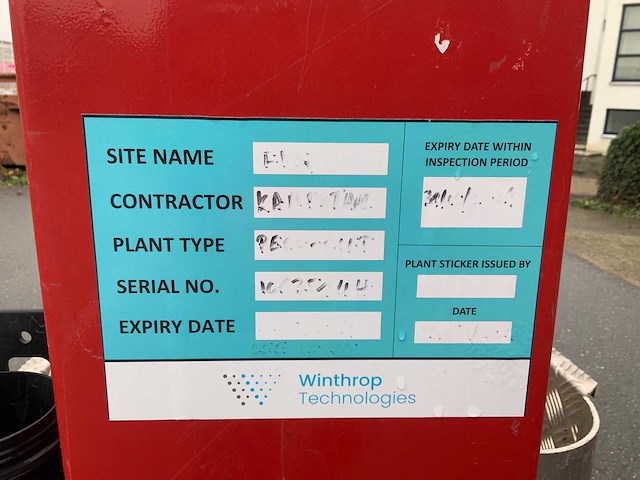 SITE NAME
CONTRACTOR
PLANT TYPE
SERIAL NO.
EXPIRY DATE
EXPIRY DATE WITHIN
INSPECTION PERIOD
PLANT STICKER ISSUED BY
DATE
Winthrop
Technologies